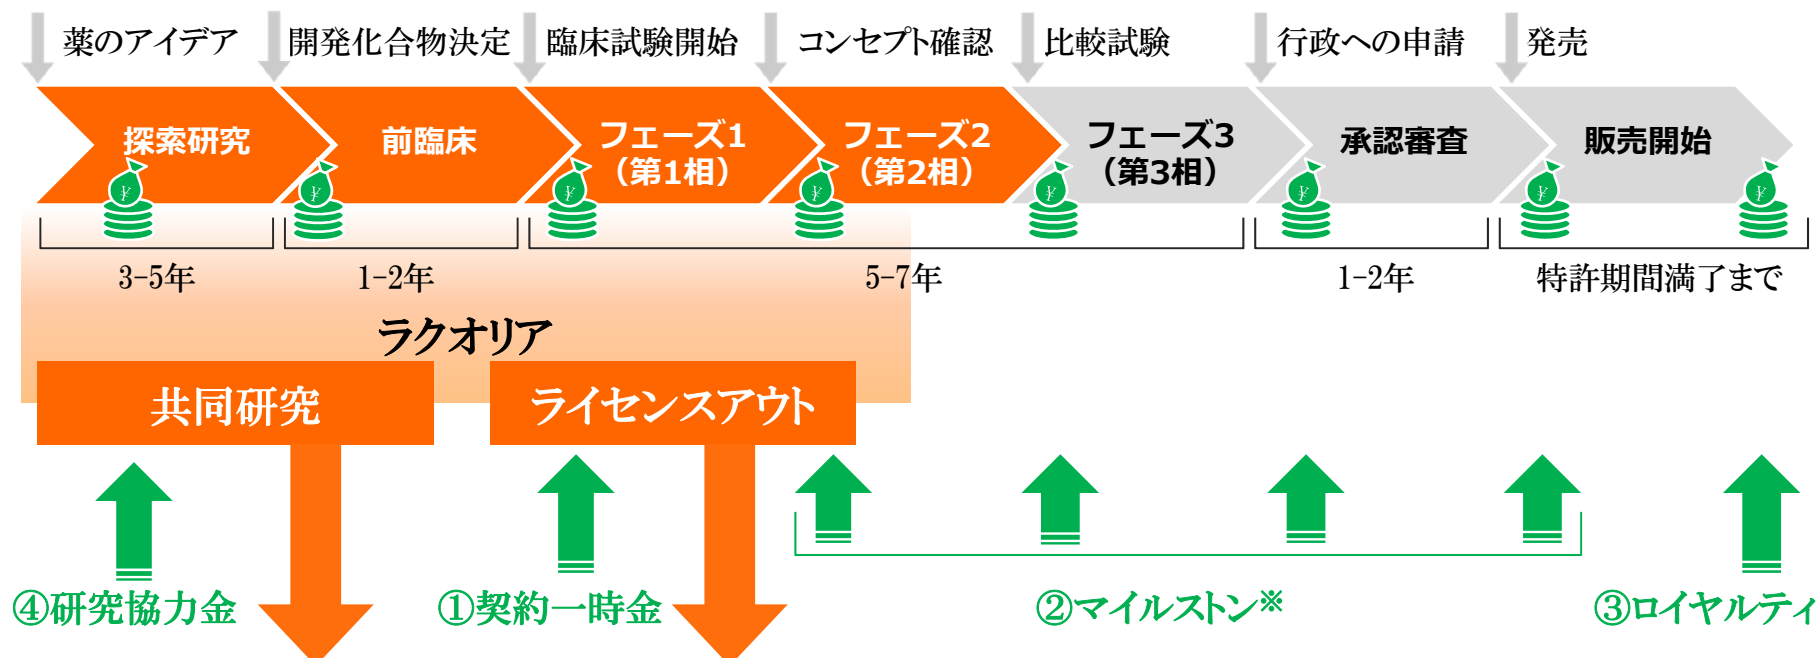 薬のアイデア
開発化合物決定
臨床試験開始
コンセプト確認
比較試験
行政への申請
発売
探索研究
前臨床
フェーズ1
（第1相）
フェーズ2
（第2相）
フェーズ3
（第3相）
承認審査
販売開始
¥
¥
¥
¥
¥
¥
¥
¥
3-5年
1-2年
5-7年
1-2年
特許期間満了まで
ラクオリア
共同研究
ライセンスアウト
④研究協力金
①契約一時金
②マイルストン※
③ロイヤルティ